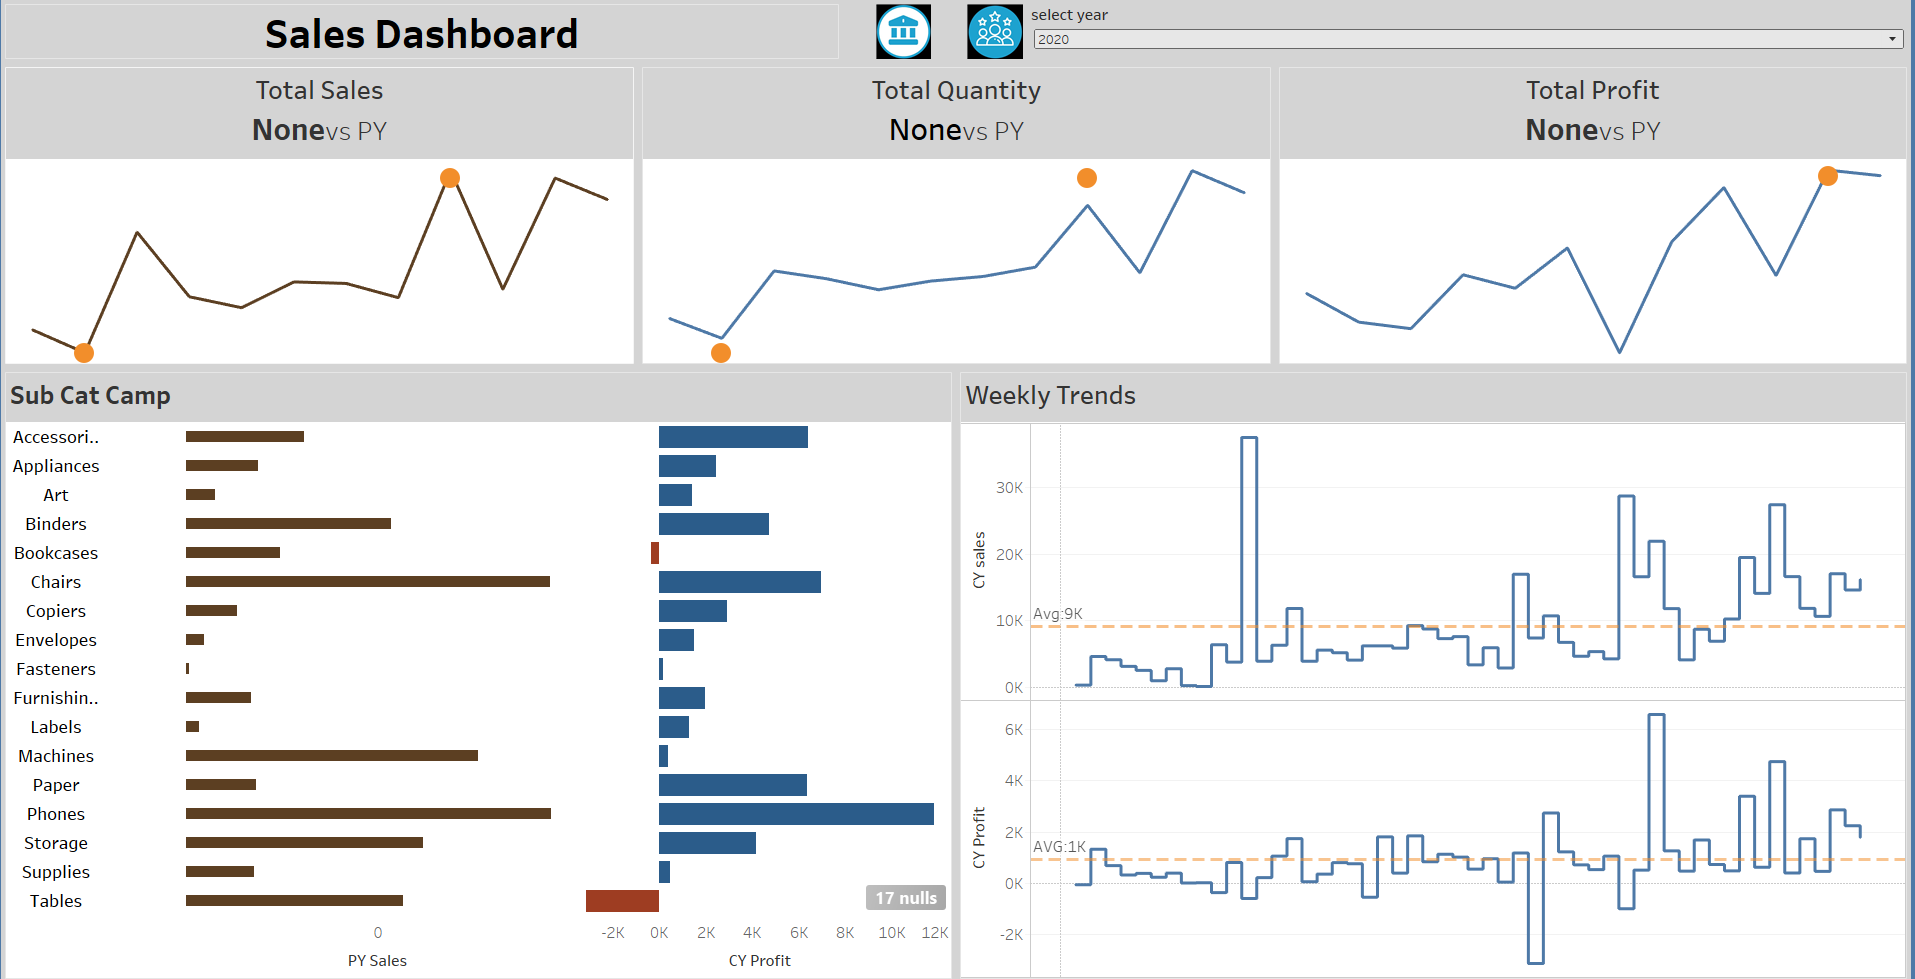 Sales Dashboard
select year
2020
Total Sales
Nonevs PY
Total Quantity
Nonevs PY
Total Profit
Nonevs PY
Sub Cat Camp
Accessori..
Appliances
Art
Binders
Bookcases
Chairs
Copiers
Envelopes
Fasteners
Furnishin..
Labels
Machines
Paper
Phones
Storage
Supplies
Tables
17 nulls
0
-2K 0K 2K 4K 6K 8K 10K 12K
PY Sales
CY Profit
Weekly Trends
30K
20K
10K
0K
CY sales
Avg:9K
6K
4K
2K
0K
-2K
CY Profit
AVG:1K